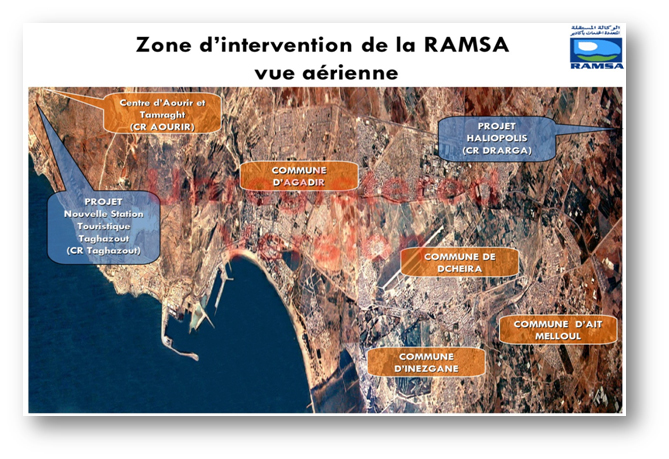 Zone d'intervention de la RAMSA
vue aérienne
RAMSA
Centre d'Aourir et
Tamraght
(CR AOURIR)
PROJET
HALIOPOLIS
(CR DRARGA)
COMMUNE
D'AGADIR
PROJET
Nouvelle Station
Touristique
Taghazout
(CR Taghazout)
COMMUNE DE
DCHEIRA
COMMUNE D'AIT
MELLOUL
COMMUNE
D'INEZGANE